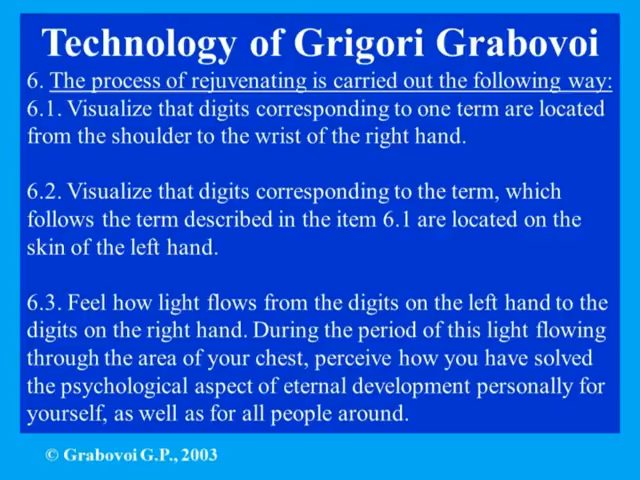 Technology of Grigori Grabovoi
6. The process of rejuvenating is carried out the following way:
6.1. Visualize that digits corresponding to one term are located
from the shoulder to the wrist of the right hand.
6.2. Visualize that digits corresponding to the term, which
follows the term described in the item 6.1 are located on the
skin of the left hand.
6.3. Feel how light flows from the digits on the left hand to the
digits on the right hand. During the period of this light flowing
through the area of your chest, perceive how you have solved
the psychological aspect of eternal development personally for
yourself, as well as for all people around.
© Grabovoi G.P., 2003